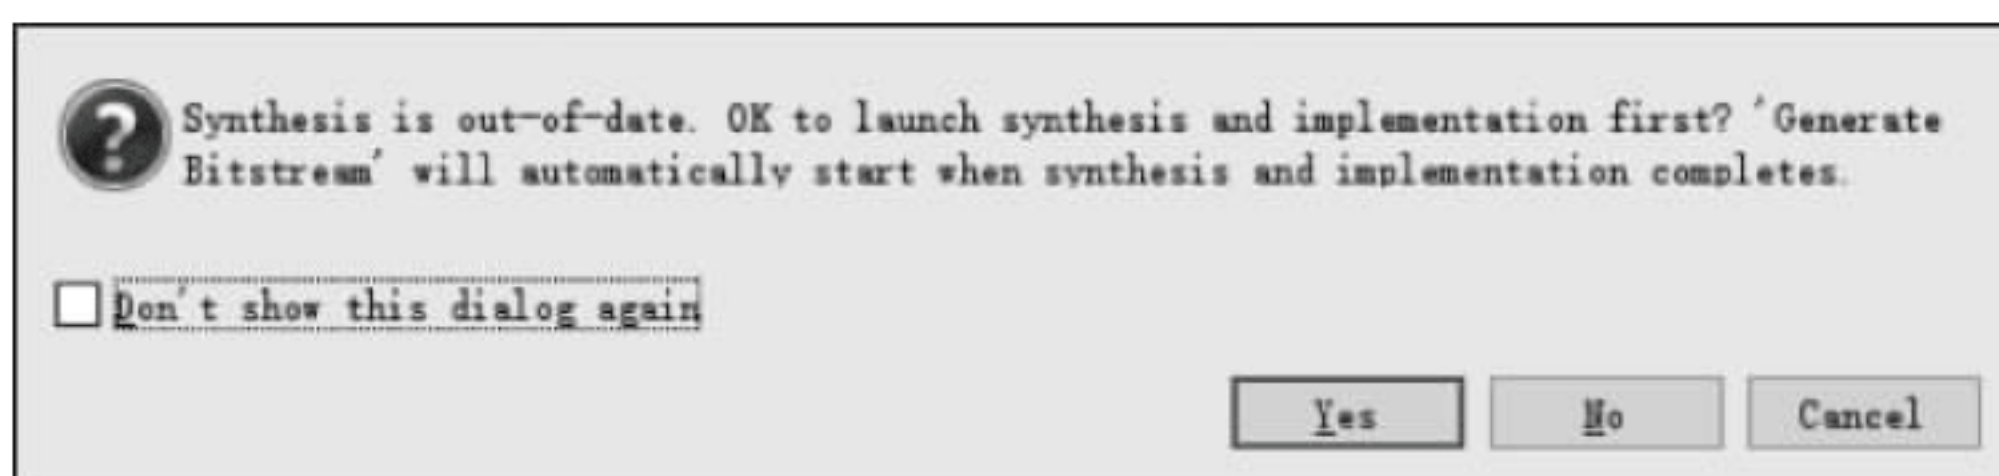 Synthesis is out-of-date. OK to launch synthesis and implementation first? 'Generate
Bitstream' will automatically start when synthesis and implementation completes.
Don't show this dialog again
Yes No Cancel